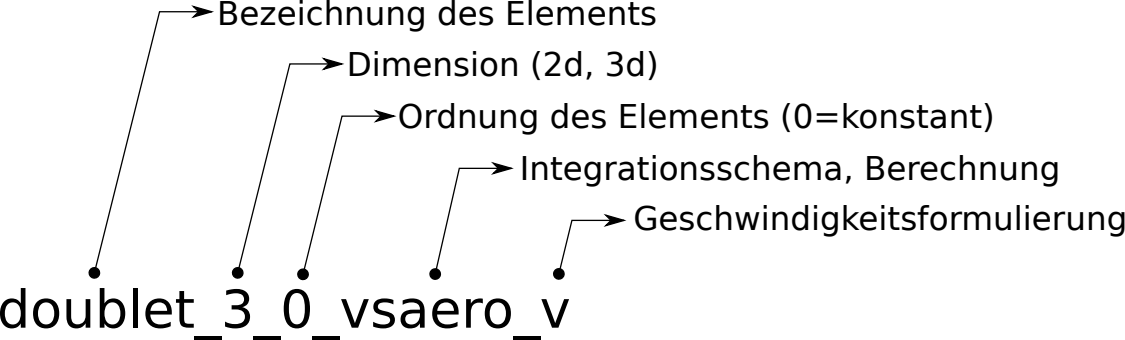 Bezeichnung des Elements
Dimension (2d, 3d)
Ordnung des Elements (0=konstant)
Integrationsschema, Berechnung
Geschwindigkeitsformulierung
doublet_3_0_vsaero_v